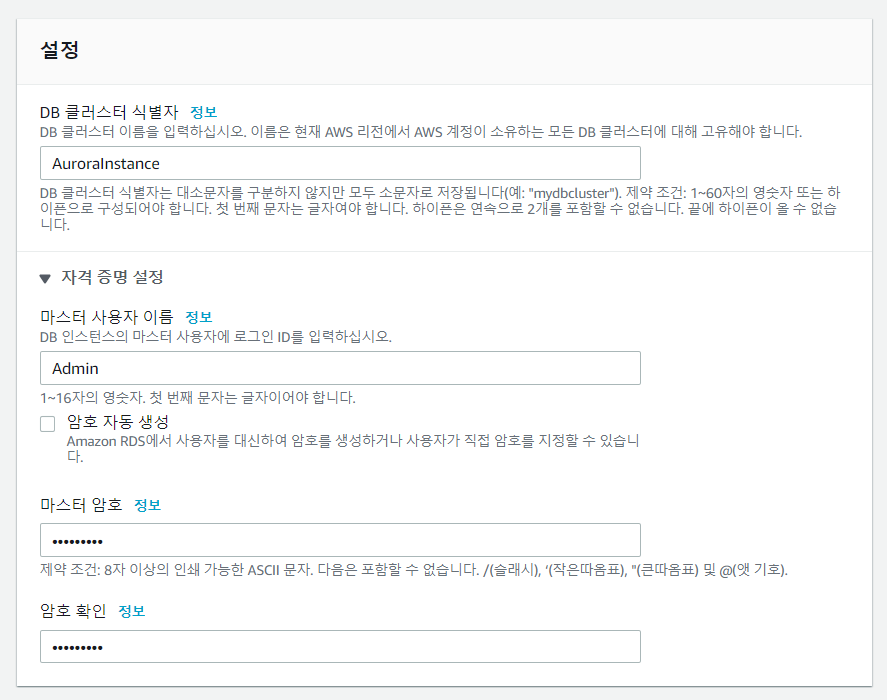 설정
DB 클러스터 식별자 정보
DB 클러스터 이름을 입력하십시오. 이름은 현재 AWS 리전에서 AWS 계정이 소유하는 모든 DB 클러스터에 대해 고유해야 합니다.
AuroraInstance
DB 클러스터 식별자는 대소문자를 구분하지 않지만 모두 소문자로 저장됩니다(예: "mydbcluster"). 제약 조건: 1~60자의 영숫자 또는 하
이픈으로 구성되어야 합니다. 첫 번째 문자는 글자여야 합니다. 하이픈은 연속으로 2개를 포함할 수 없습니다. 끝에 하이픈이 올 수 없습
니다.
▼ 자격 증명 설정
마스터 사용자 이름 정보
DB 인스턴스의 마스터 사용자에 로그인 ID를 입력하십시오.
Admin
1~16자의 영숫자. 첫 번째 문자는 글자이어야 합니다.
암호 자동 생성
Amazon RDS에서 사용자를 대신하여 암호를 생성하거나 사용자가 직접 암호를 지정할 수 있습니
다.
마스터 암호 정보
•••••••••
제약 조건: 8자 이상의 인쇄 가능한 ASCII 문자. 다음은 포함할 수 없습니다. /(슬래시), '(작은따옴표), "(큰따옴표) 및 @(앳 기호).
암호 확인 정보
•••••••••